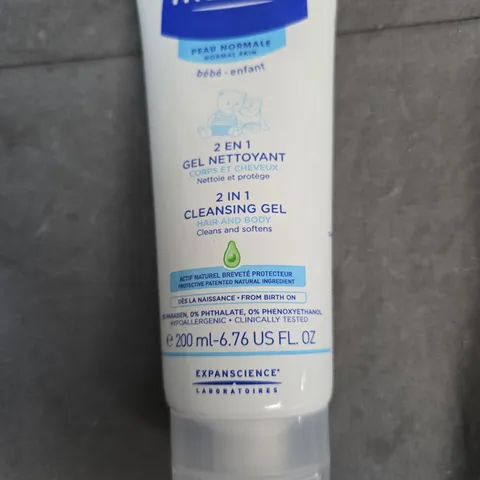 PEAU NORMALE
NORMAL SKIN
bébé - enfant
2 EN 1
GEL NETTOYANT
CORPS ET CHEVEUX
Nettoie et protège
2 IN 1
CLEANSING GEL
HAIR AND BODY
Cleans and softens
ACTIF NATUREL BREVETÉ PROTECTEUR
PROTECTIVE PATENTED NATURAL INGREDIENT
DÈS LA NAISSANCE • FROM BIRTH ON
PARABEN, 0% PHTHALATE, 0% PHENOXYETHANOL
HYPOALLERGENIC • CLINICALLY TESTED
e 200 ml-6.76 US FL. OZ
EXPANSCIENCE®
LABORATOIRES